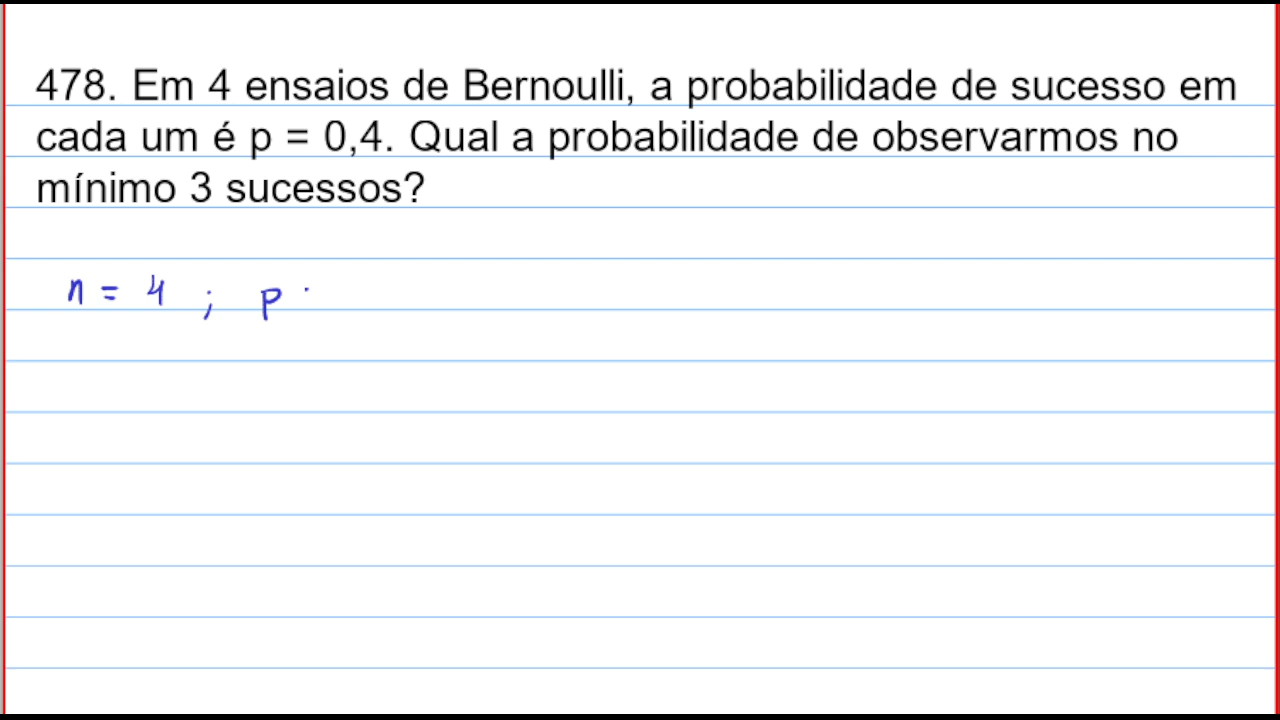 478. Em 4 ensaios de Bernoulli, a probabilidade de sucesso em
cada um é p = 0,4. Qual a probabilidade de observarmos no
mínimo 3 sucessos?
n = 4 ; p